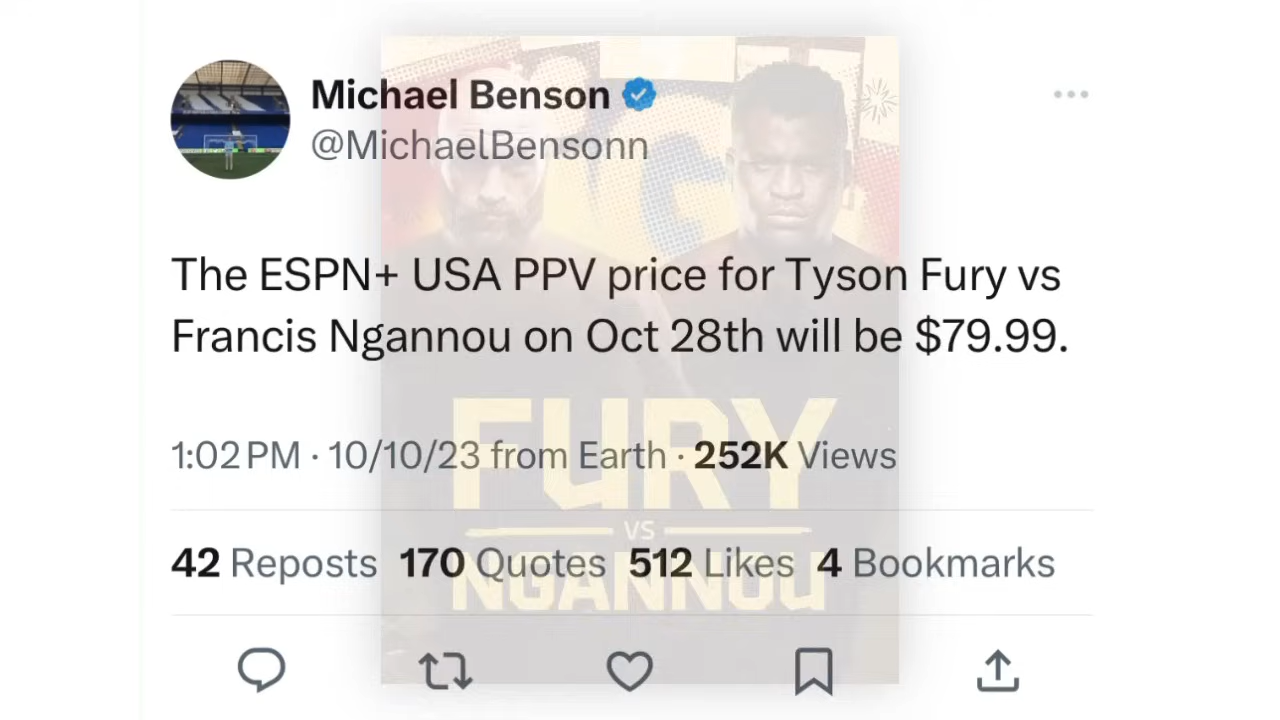 Michael Benson
@MichaelBensonn
The ESPN+ USA PPV price for Tyson Fury vs
Francis Ngannou on Oct 28th will be $79.99.
1:02 PM · 10/10/23 from Earth · 252K Views
FURY
VS
42 Reposts 170 Quotes 512 Likes 4 Bookmarks
NGANNOU